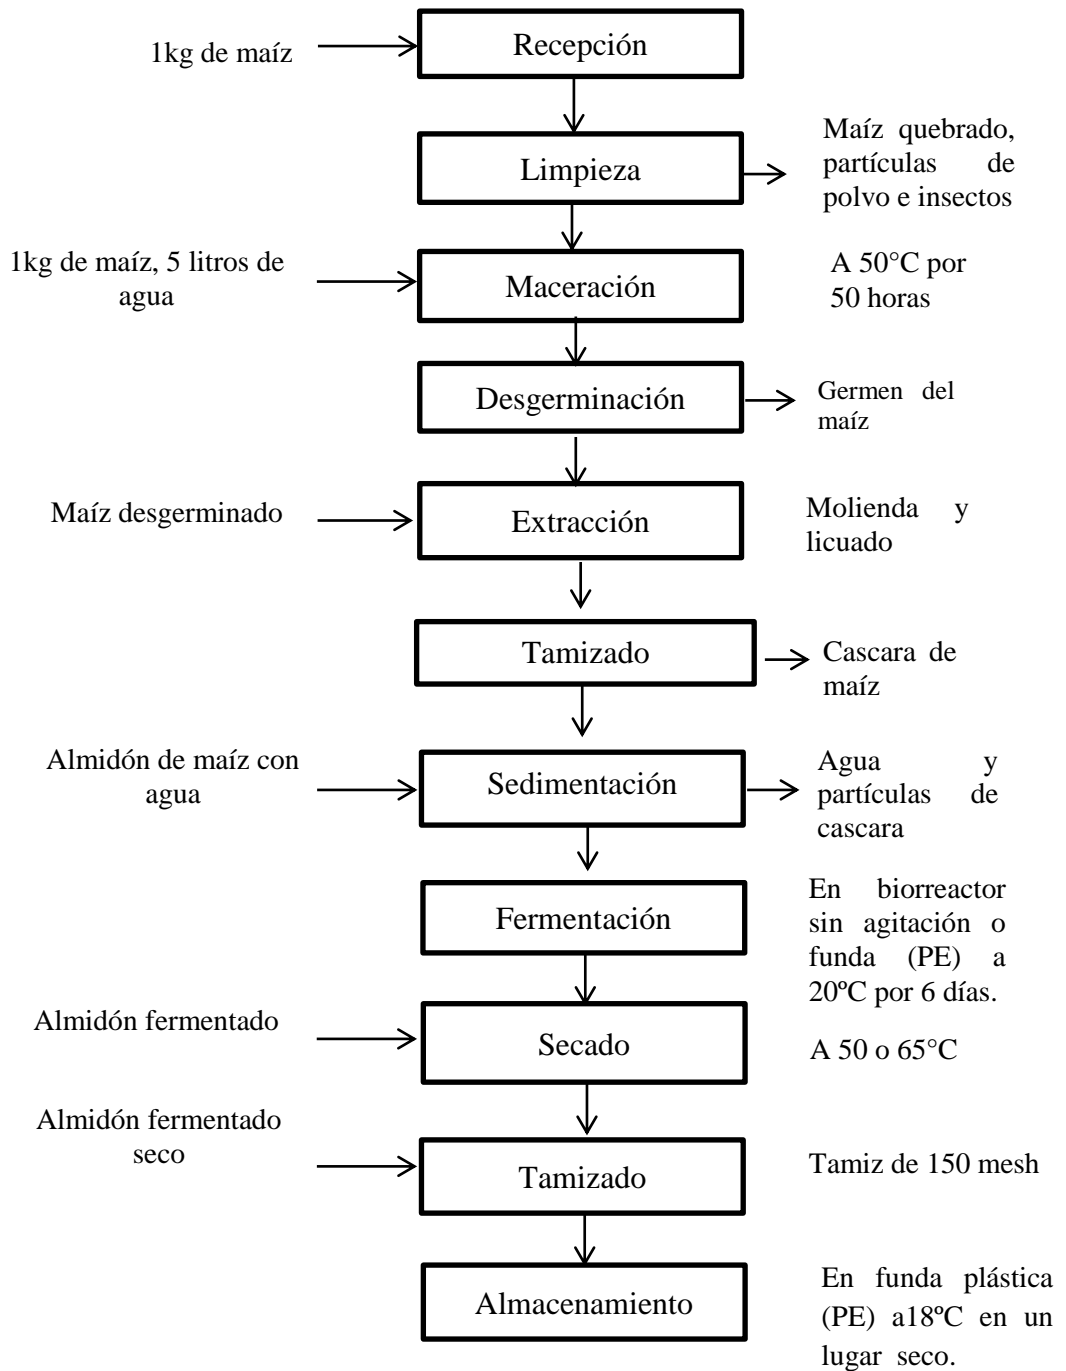 1kg de maíz
Recepción
Limpieza
Maíz quebrado,
partículas de
polvo e insectos
1kg de maíz, 5 litros de
agua
Maceración
A 50°C por
50 horas
Desgerminación
Germen del
maíz
Maíz desgerminado
Extracción
Molienda y
licuado
Tamizado
Cascara de
maíz
Almidón de maíz con
agua
Sedimentación
Agua y
partículas de
cascara
Fermentación
En biorreactor
sin agitación o
funda (PE) a
20ºC por 6 días.
Almidón fermentado
Secado
A 50 o 65°C
Almidón fermentado
seco
Tamizado
Tamiz de 150 mesh
Almacenamiento
En funda plástica
(PE) a18ºC en un
lugar seco.